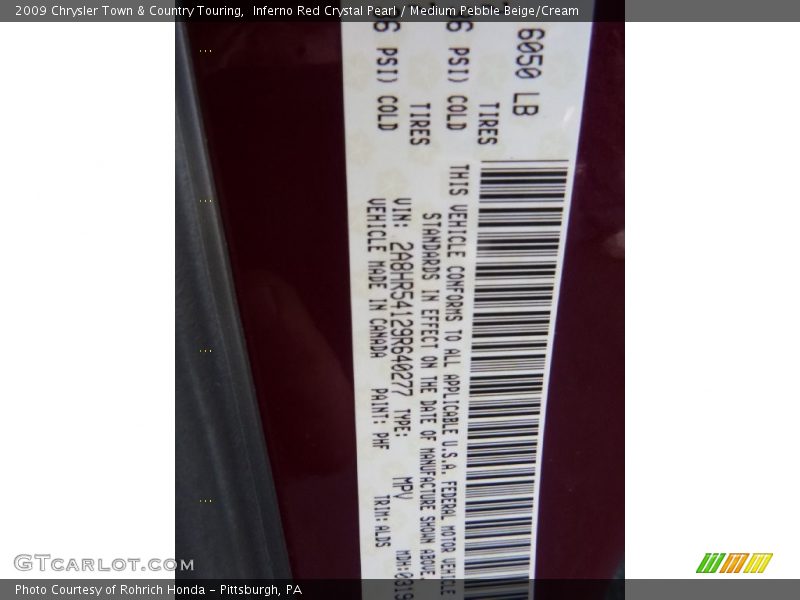 2009 Chrysler Town & Country Touring,  Inferno Red Crystal Pearl / Medium Pebble Beige/Cream
6050 LB
TIRES
PSI) COLD
TIRES
PSI) COLD
THIS VEHICLE CONFORMS TO ALL APPLICABLE U.S.A. FEDERAL MOTOR VEHICLE
STANDARDS IN EFFECT ON THE DATE OF MANUFACTURE SHOWN ABOVE.
VIN: 2A8HR54129R640277 TYPE: MPV MDH:0319
VEHICLE MADE IN CANADA PAINT: PHF TRIM: ALDS
GTCARLOT.COM
Photo Courtesy of Rohrich Honda – Pittsburgh, PA